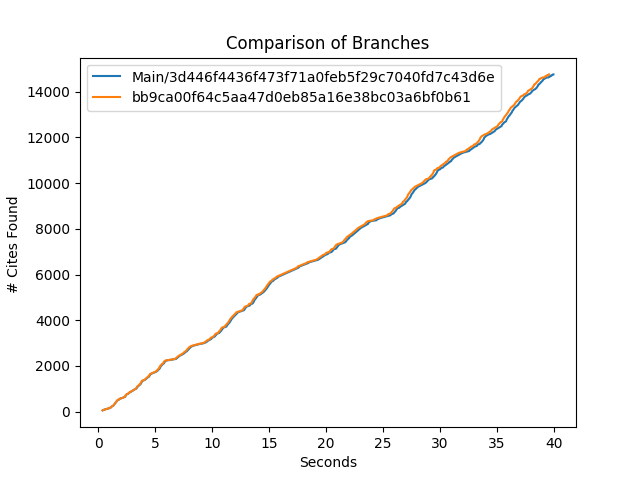 Comparison of Branches
Main/3d446f4436f473f71a0feb5f29c7040fd7c43d6e
bb9ca00f64c5aa47d0eb85a16e38bc03a6bf0b61
14000
12000
10000
8000
6000
4000
2000
0
# Cites Found
0 5 10 15 20 25 30 35 40
Seconds